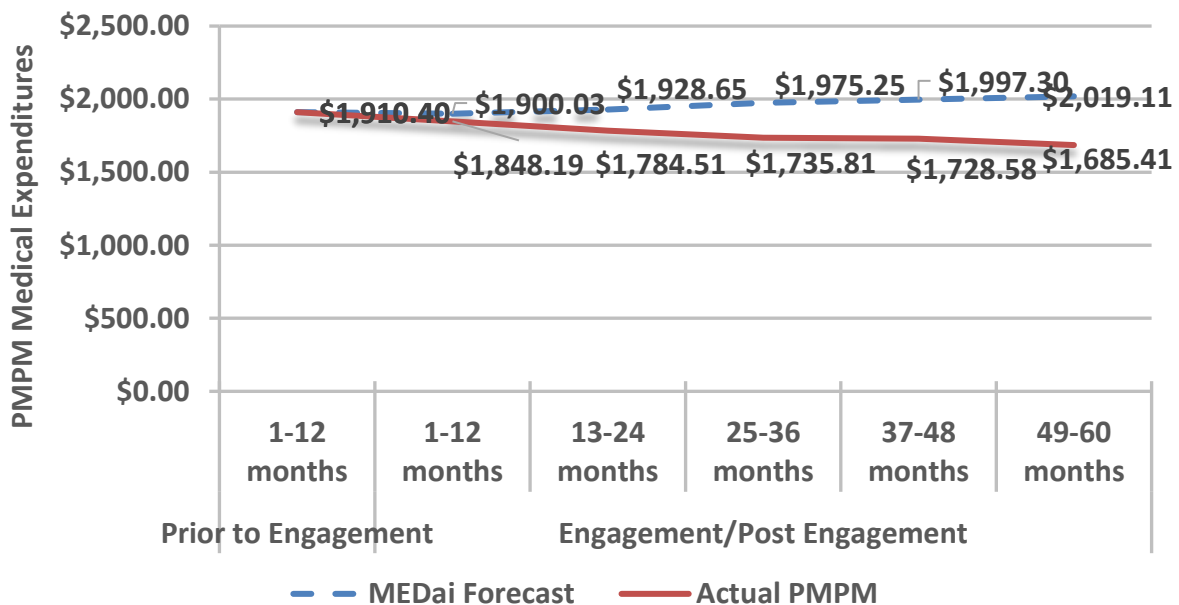 $2,500.00
$2,000.00
$1,500.00
$1,000.00
$500.00
$0.00
PMPM Medical Expenditures
$1,910.40
$1,900.03
$1,928.65
$1,975.25
$1,997.30
$2,019.11
$1,848.19
$1,784.51
$1,735.81
$1,728.58
$1,685.41
1-12
months
1-12
months
13-24
months
25-36
months
37-48
months
49-60
months
Prior to Engagement
Engagement/Post Engagement
MEDai Forecast
Actual PMPM